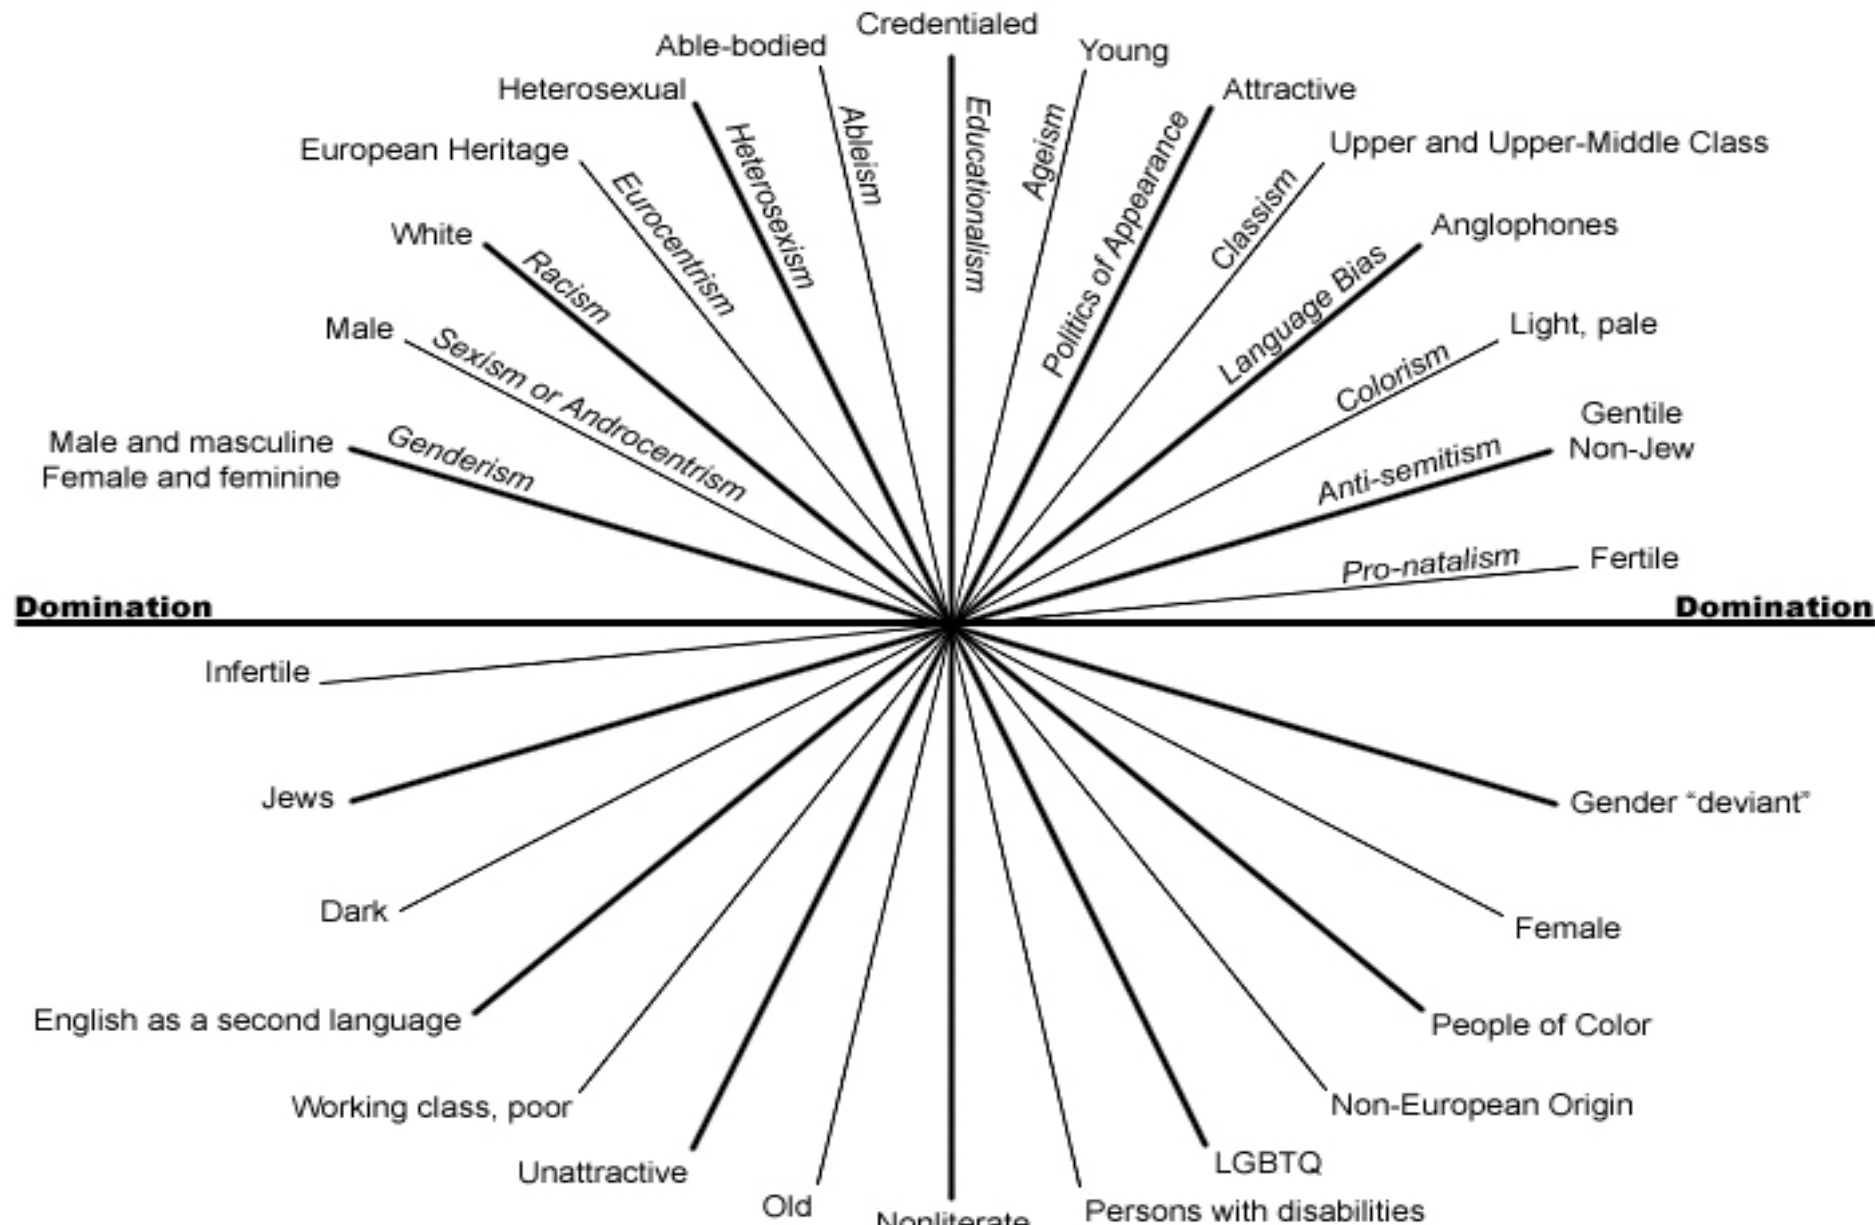 Credentialed
Able-bodied
Young
Heterosexual
Attractive
European Heritage
Upper and Upper-Middle Class
White
Anglophones
Male
Light, pale
Male and masculine
Female and feminine
Gentile
Non-Jew
Fertile
Genderism
Sexism or Androcentrism
Racism
Eurocentrism
Heterosexism
Ableism
Educationalism
Ageism
Politics of Appearance
Classism
Language Bias
Colorism
Anti-semitism
Pro-natalism
Domination
Domination
Infertile
Jews
Gender “deviant”
Dark
Female
English as a second language
People of Color
Working class, poor
Non-European Origin
Unattractive
LGBTQ
Old
Nonliterate
Persons with disabilities